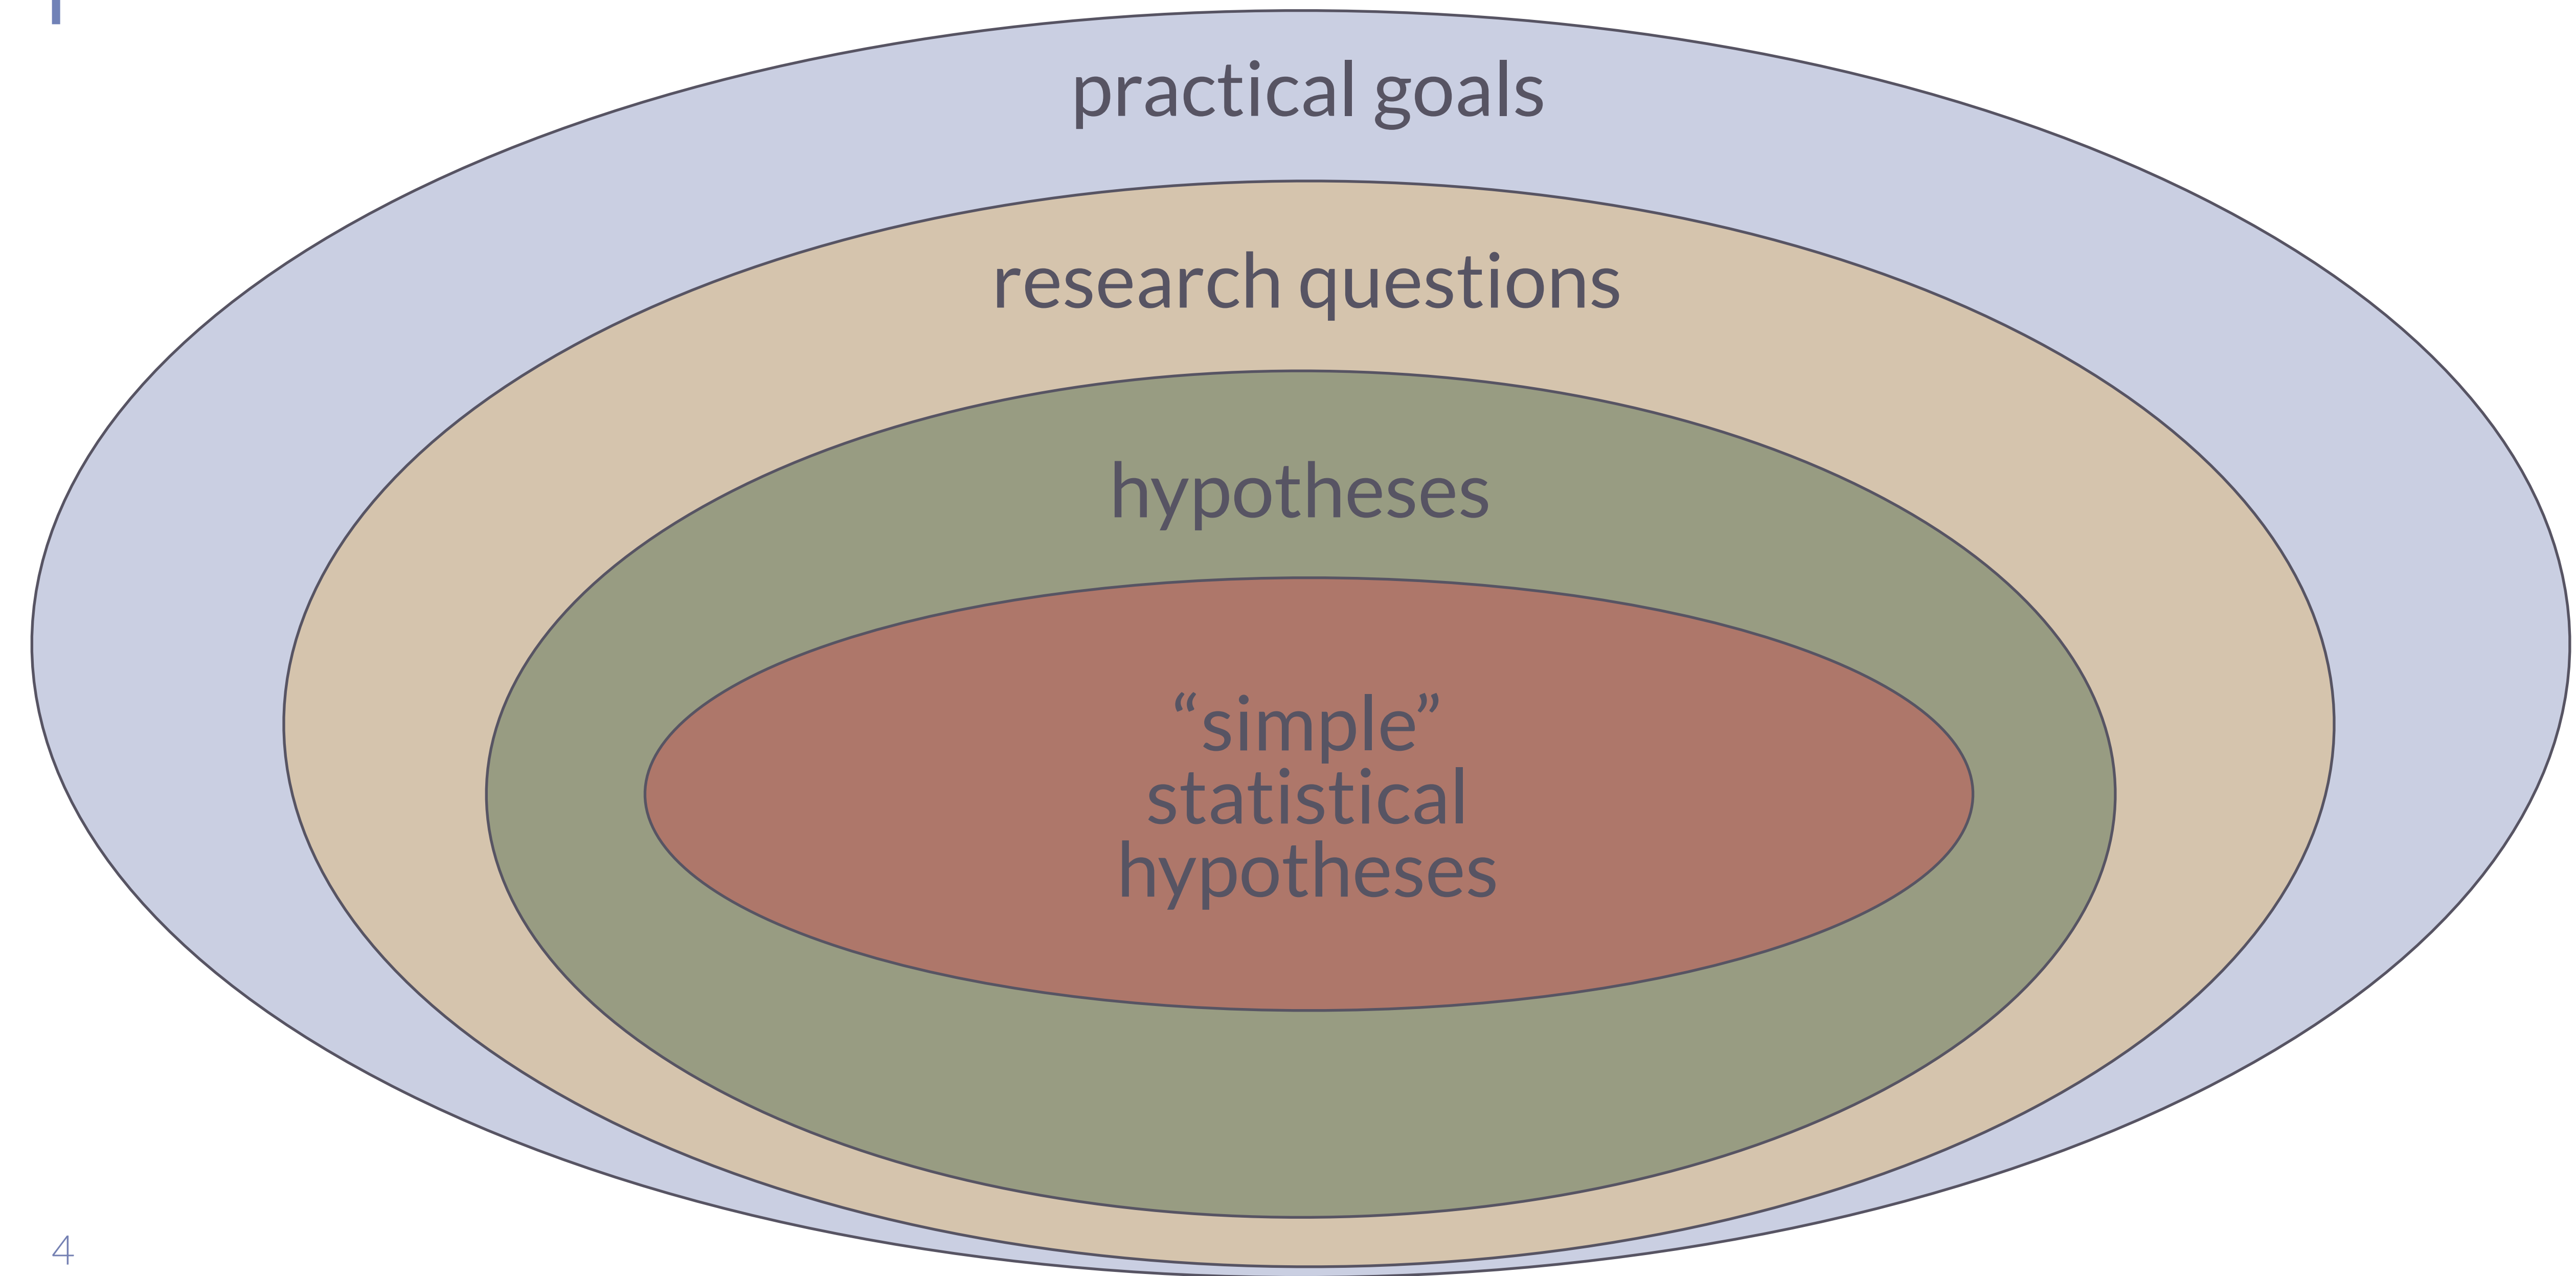 practical goals
research questions
hypotheses
“simple”
statistical
hypotheses
4